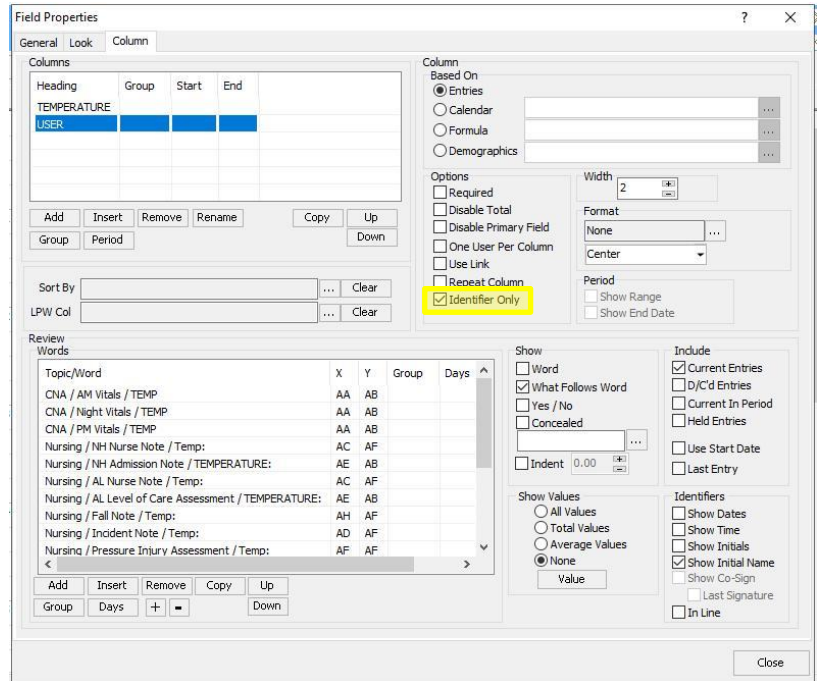 Field Properties
?
X
General Look Column
Columns
Heading Group Start End
TEMPERATURE
USER
Add Insert Remove Rename Copy Up
Group Period Down
Sort By ... Clear
LPW Col ... Clear
Column
Based On
Entries
Calendar ...
Formula ...
Demographics ...
Options
Required
Disable Total
Disable Primary Field
One User Per Column
Use Link
Repeat Column
Identifier Only
Width
2
Format
None ...
Center
Period
Show Range
Show End Date
Review
Words
Topic/Word X Y Group Days
CNA / AM Vitals / TEMP AA AB
CNA / Night Vitals / TEMP AA AB
CNA / PM Vitals / TEMP AA AB
Nursing / NH Nurse Note / Temp: AC AF
Nursing / NH Admission Note / TEMPERATURE: AE AB
Nursing / AL Nurse Note / Temp: AC AF
Nursing / AL Level of Care Assessment / TEMPERATURE: AE AB
Nursing / Fall Note / Temp: AH AF
Nursing / Incident Note / Temp: AD AF
Nursing / Pressure Injury Assessment / Temp: AF AF
Add Insert Remove Copy Up
Group Days + - Down
Show
Word
What Follows Word
Yes / No
Concealed
...
Indent 0.00
Show Values
All Values
Total Values
Average Values
None
Value
Include
Current Entries
D/C'd Entries
Current In Period
Held Entries
Use Start Date
Last Entry
Identifiers
Show Dates
Show Time
Show Initials
Show Initial Name
Show Co-Sign
Last Signature
In Line
Close